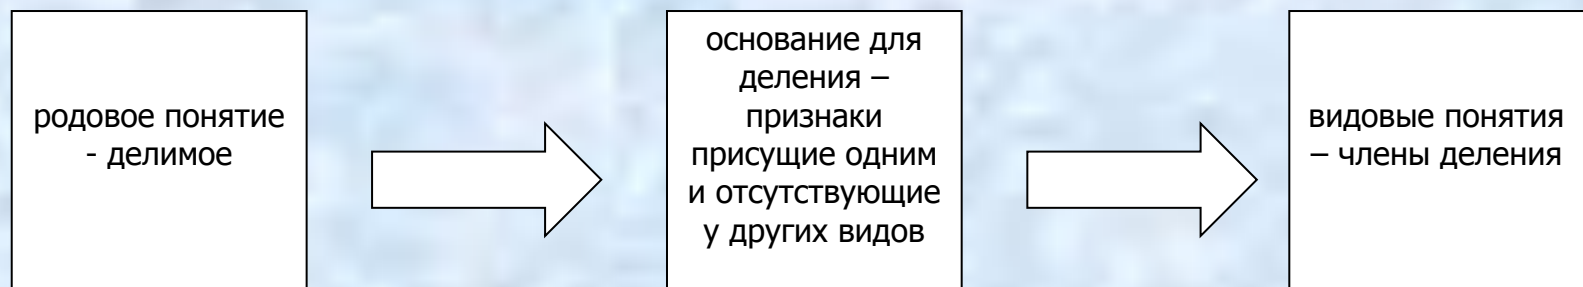 родовое понятие
- делимое
основание для
деления –
признаки
присущие одним
и отсутствующие
у других видов
видовые понятия
– члены деления